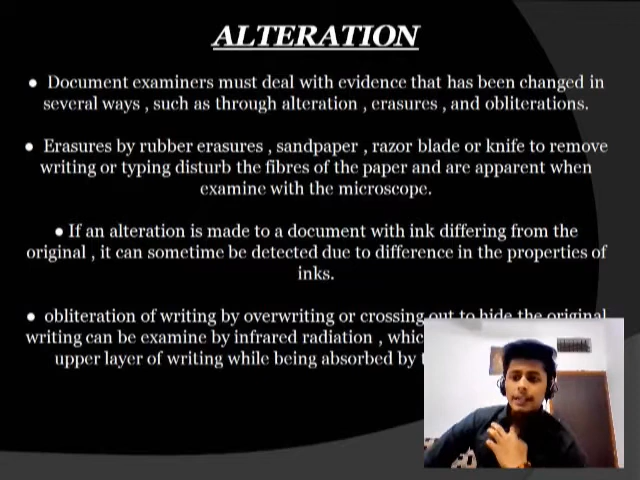 ALTERATION
● Document examiners must deal with evidence that has been changed in
several ways , such as through alteration , erasures , and obliterations.
● Erasures by rubber erasures , sandpaper , razor blade or knife to remove
writing or typing disturb the fibres of the paper and are apparent when
examine with the microscope.
● If an alteration is made to a document with ink differing from the
original , it can sometime be detected due to difference in the properties of
inks.
● obliteration of writing by overwriting or crossing out to hide the original
writing can be examine by infrared radiation ,
upper layer of writing while being absorbed by